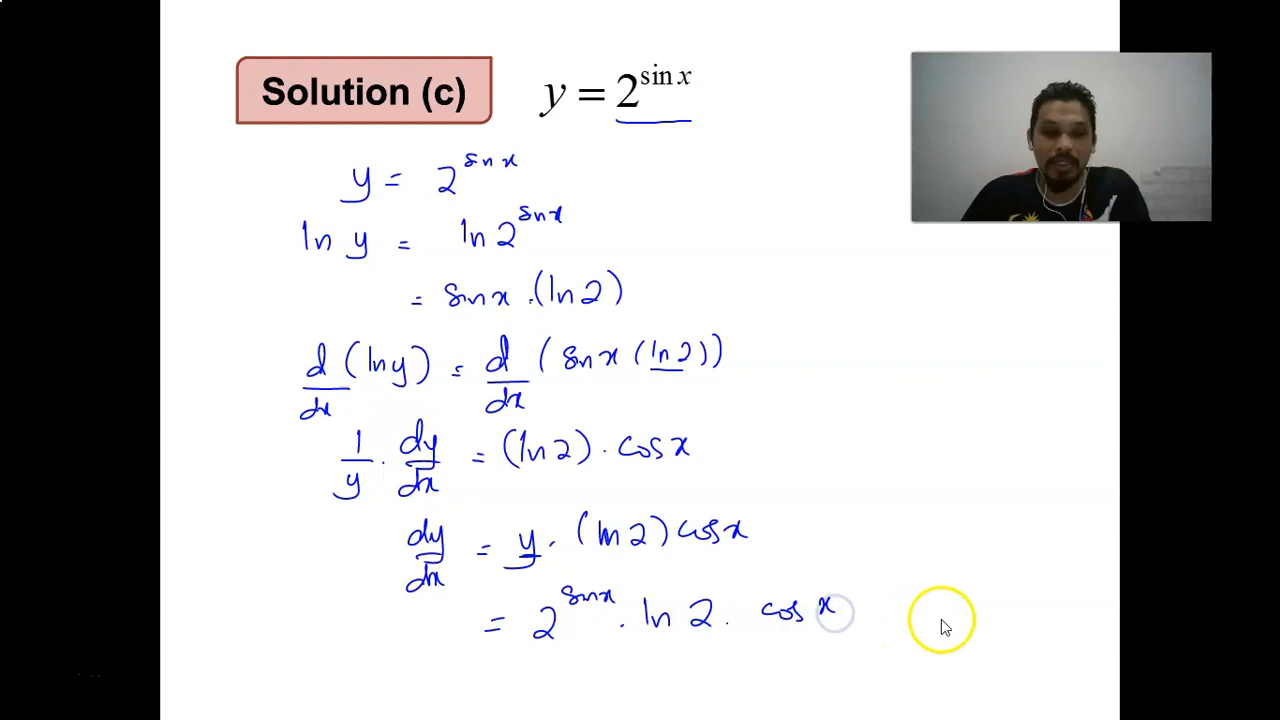 Solution (c)
y = 2^{sin x}
y = 2^{sin x}
ln y = ln 2^{sin x}
= sin x . (ln 2)
d/dx (ln y) = d/dx (sin x (ln 2))
1/y . dy/dx = (ln 2) . cos x
dy/dx = y . (ln 2) cos x
= 2^{sin x} . ln 2 . cos x